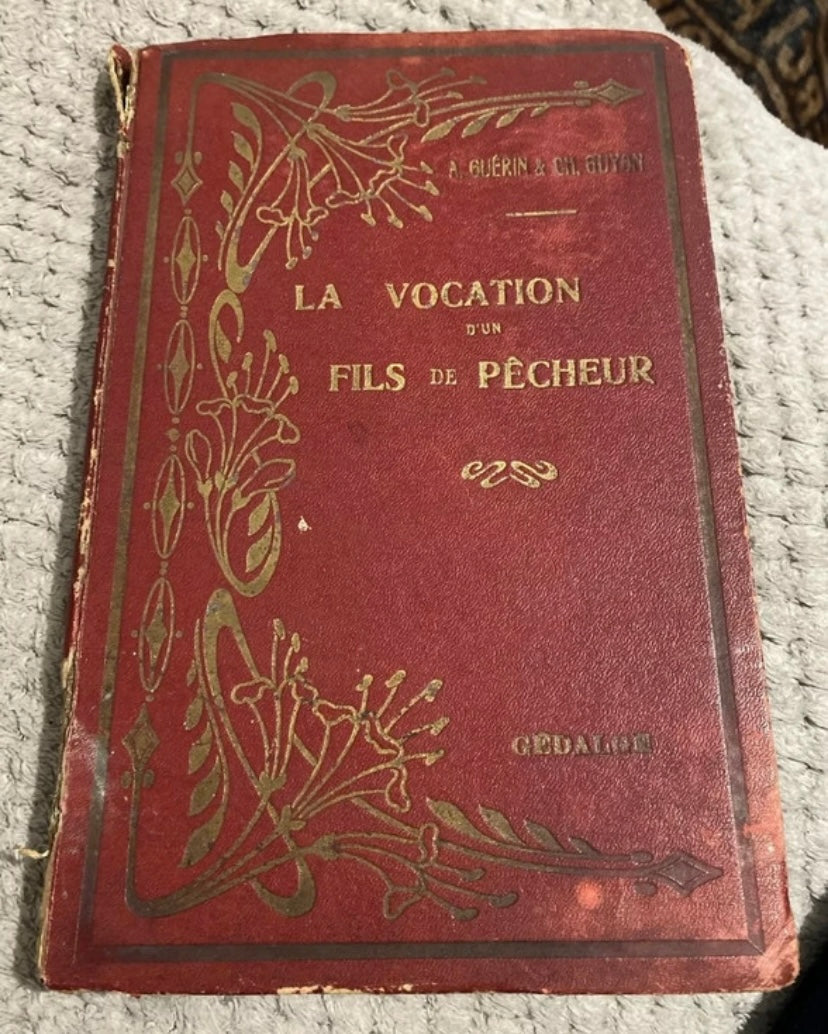 A. GUÉRIN & CH. GUYON
LA VOCATION
D'UN
FILS DE PÊCHEUR
GEDALGE